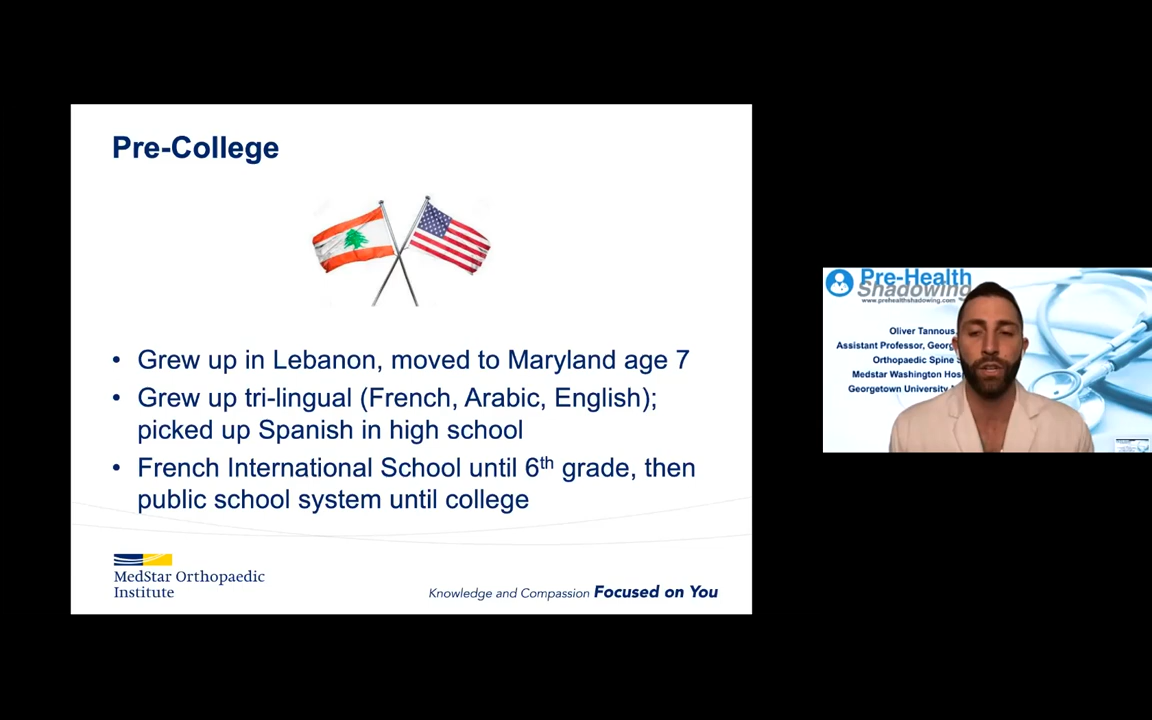 Pre-College
• Grew up in Lebanon, moved to Maryland age 7
• Grew up tri-lingual (French, Arabic, English);
picked up Spanish in high school
• French International School until 6th grade, then
public school system until college
MedStar Orthopaedic
Institute
Knowledge and Compassion Focused on You
Pre-Health
Shadowing
www.prehealthshadowing.com
Oliver Tannous
Assistant Professor, Georg
Orthopaedic Spine S
Medstar Washington Hosp
Georgetown University